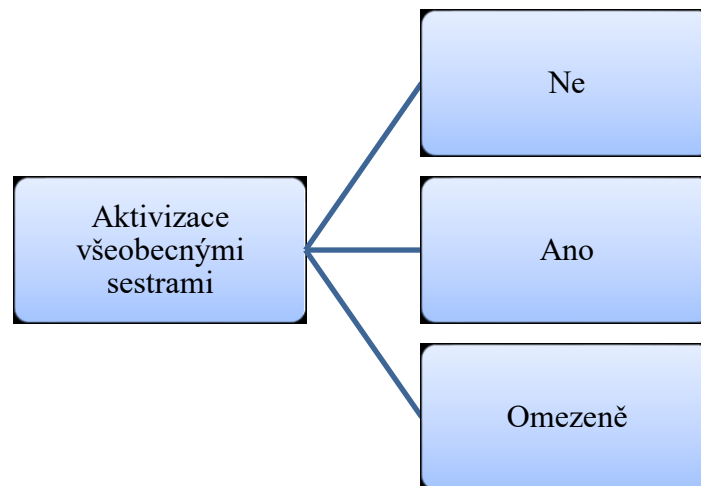 Aktivizace
všeobecnými
sestrami
Ne
Ano
Omezeně